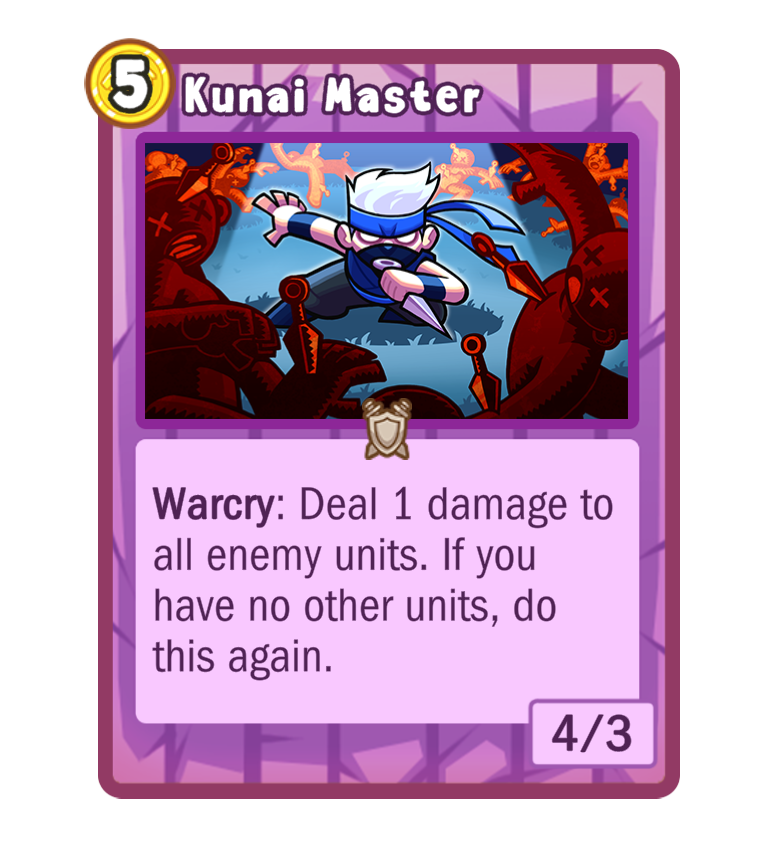 5
Kunai Master
Warcry: Deal 1 damage to
all enemy units. If you
have no other units, do
this again.
4/3